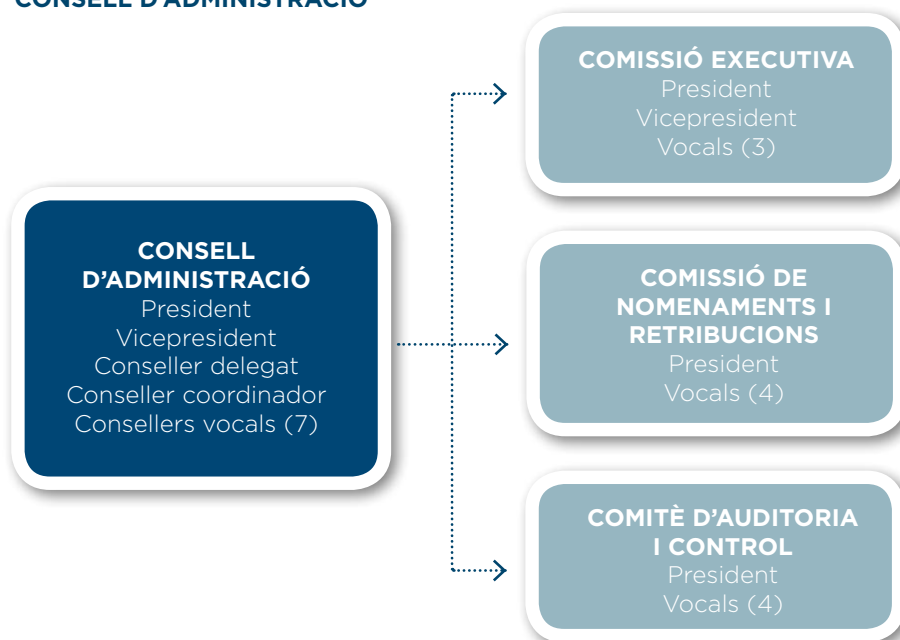 CONSELL D'ADMINISTRACIÓ
CONSELL
D'ADMINISTRACIÓ
President
Vicepresident
Conseller delegat
Conseller coordinador
Consellers vocals (7)
COMISSIÓ EXECUTIVA
President
Vicepresident
Vocals (3)
COMISSIÓ DE
NOMENAMENTS I
RETRIBUCIONS
President
Vocals (4)
COMITÈ D'AUDITORIA
I CONTROL
President
Vocals (4)